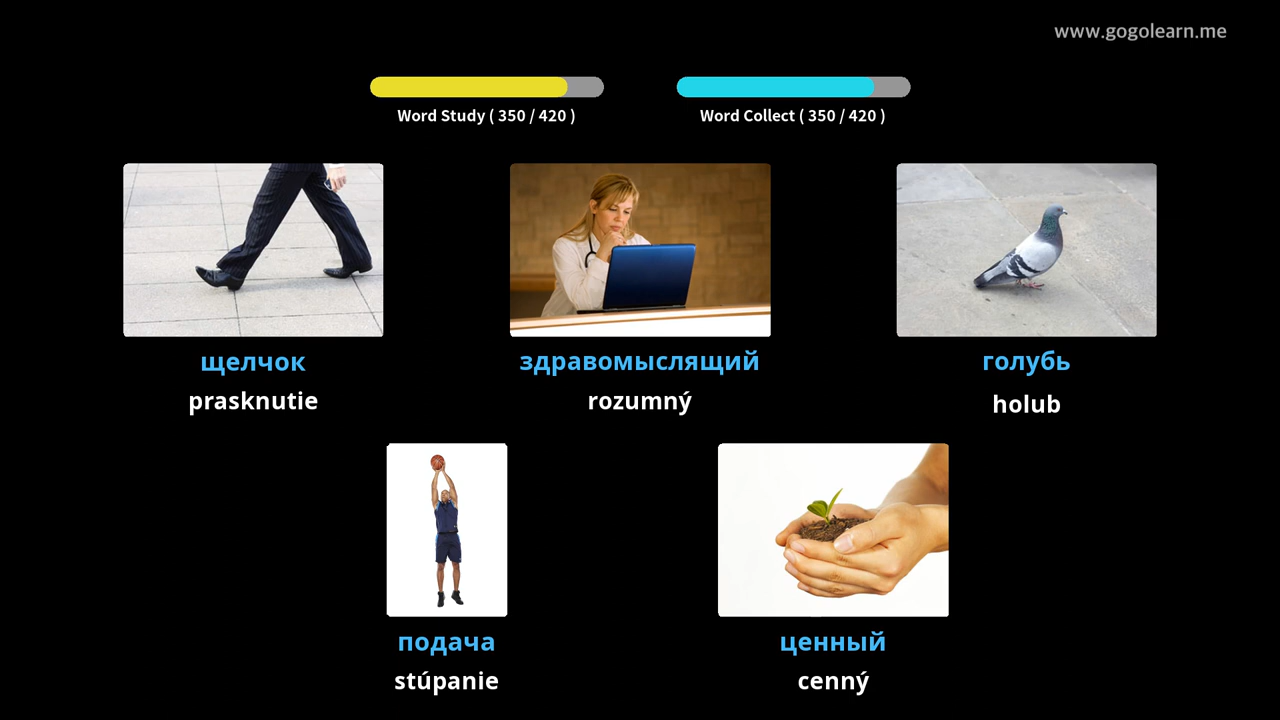 www.gogolearn.me
Word Study ( 350 / 420 )
Word Collect ( 350 / 420 )
щелчок
prasknutie
здравомыслящий
rozumný
голубь
holub
подача
stúpanie
ценный
cenný